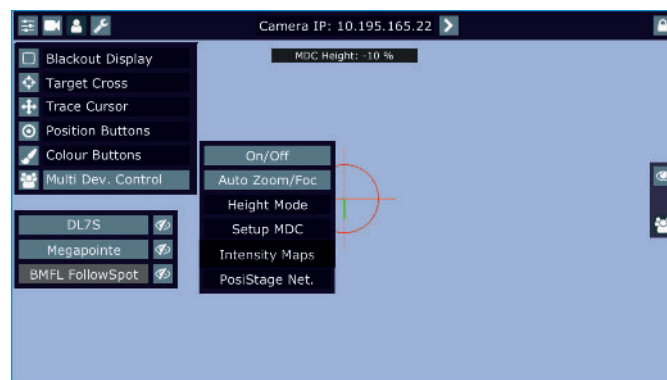 Camera IP: 10.195.165.22
MDC Height: -10 %
Blackout Display
Target Cross
Trace Cursor
Position Buttons
Colour Buttons
Multi Dev. Control
On/Off
Auto Zoom/Foc
Height Mode
Setup MDC
Intensity Maps
PosiStage Net.
DL7S
Megapointe
BMFL FollowSpot